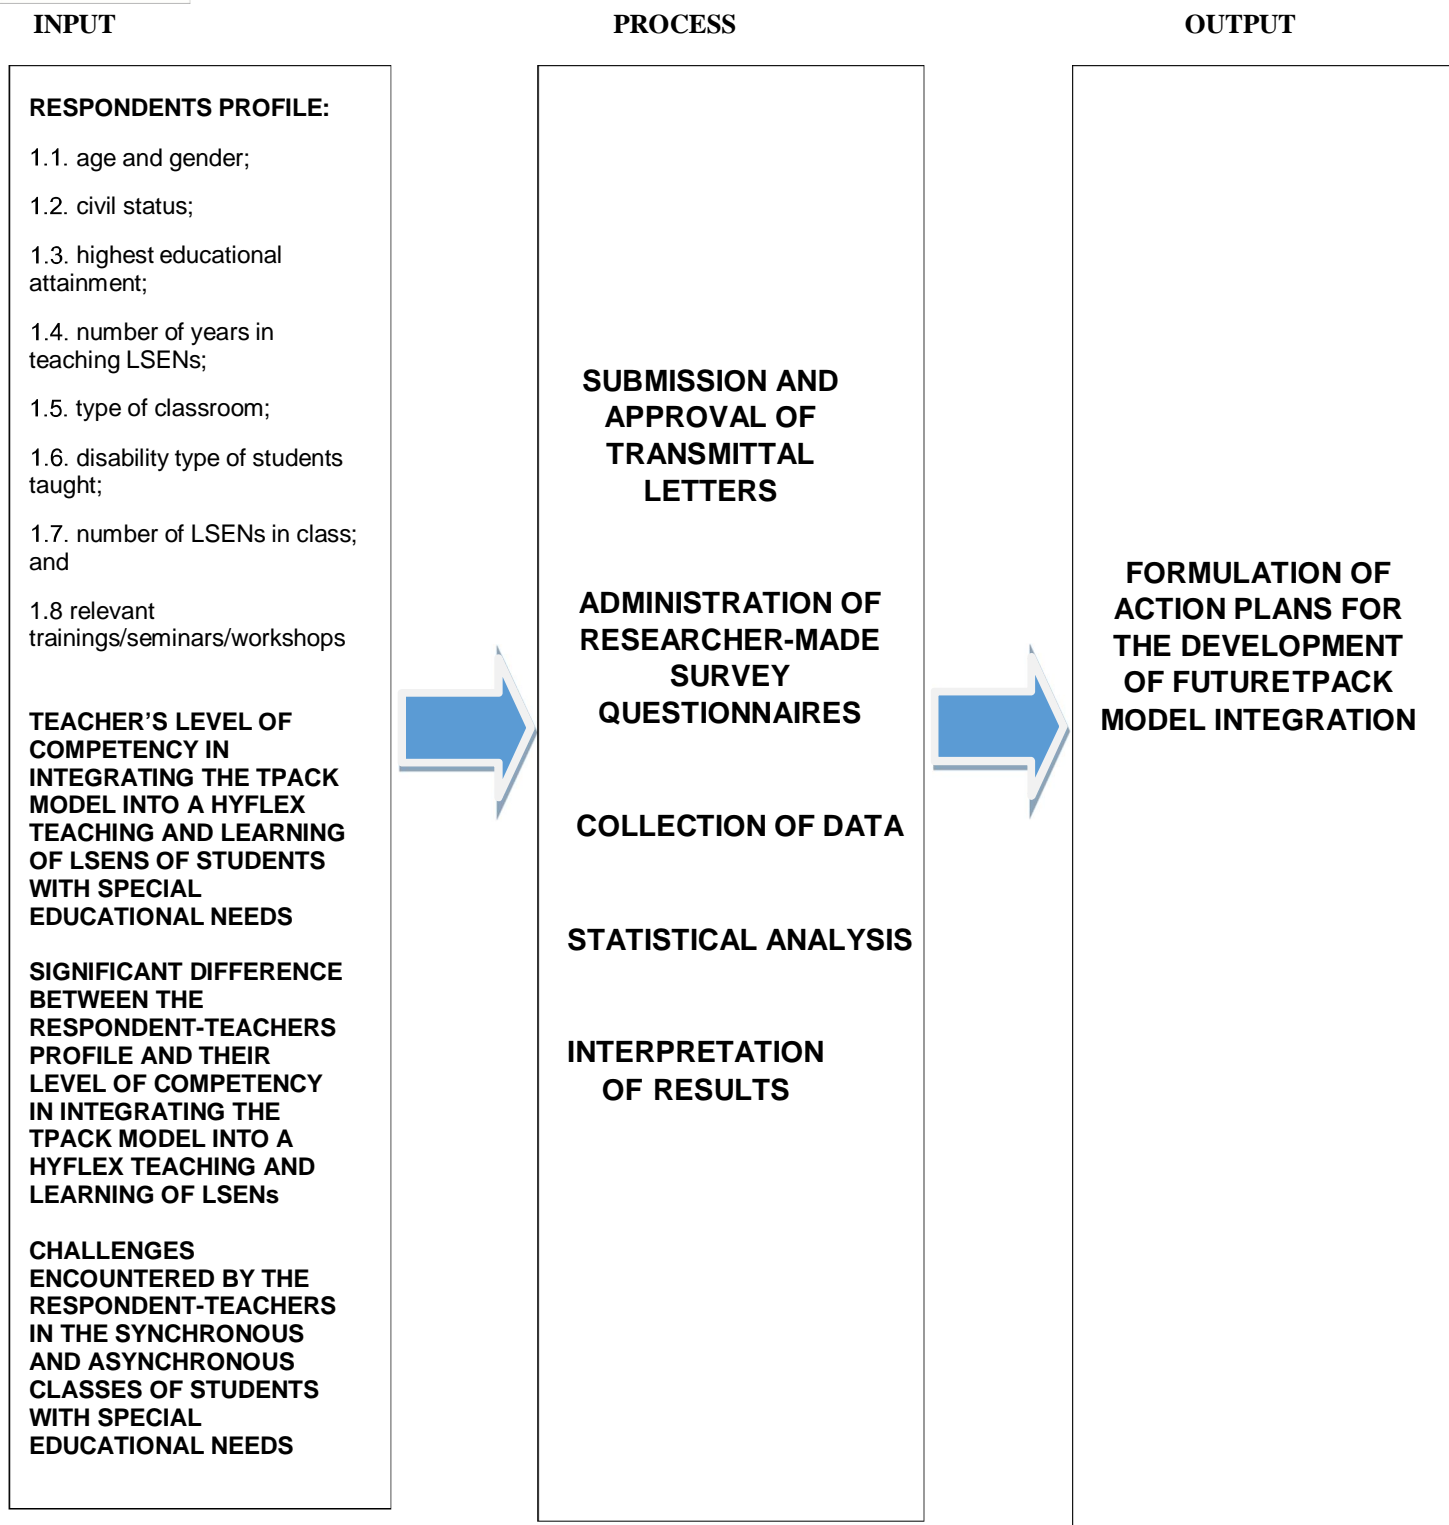 INPUT
PROCESS
OUTPUT
RESPONDENTS PROFILE:
1.1. age and gender;
1.2. civil status;
1.3. highest educational
attainment;
1.4. number of years in
teaching LSENs;
1.5. type of classroom;
1.6. disability type of students
taught;
1.7. number of LSENs in class;
and
1.8 relevant
trainings/seminars/workshops
TEACHER’S LEVEL OF
COMPETENCY IN
INTEGRATING THE TPACK
MODEL INTO A HYFLEX
TEACHING AND LEARNING
OF LSENS OF STUDENTS
WITH SPECIAL
EDUCATIONAL NEEDS
SIGNIFICANT DIFFERENCE
BETWEEN THE
RESPONDENT-TEACHERS
PROFILE AND THEIR
LEVEL OF COMPETENCY
IN INTEGRATING THE
TPACK MODEL INTO A
HYFLEX TEACHING AND
LEARNING OF LSENs
CHALLENGES
ENCOUNTERED BY THE
RESPONDENT-TEACHERS
IN THE SYNCHRONOUS
AND ASYNCHRONOUS
CLASSES OF STUDENTS
WITH SPECIAL
EDUCATIONAL NEEDS
SUBMISSION AND
APPROVAL OF
TRANSMITTAL
LETTERS
ADMINISTRATION OF
RESEARCHER-MADE
SURVEY
QUESTIONNAIRES
COLLECTION OF DATA
STATISTICAL ANALYSIS
INTERPRETATION
OF RESULTS
FORMULATION OF
ACTION PLANS FOR
THE DEVELOPMENT
OF FUTURETPACK
MODEL INTEGRATION